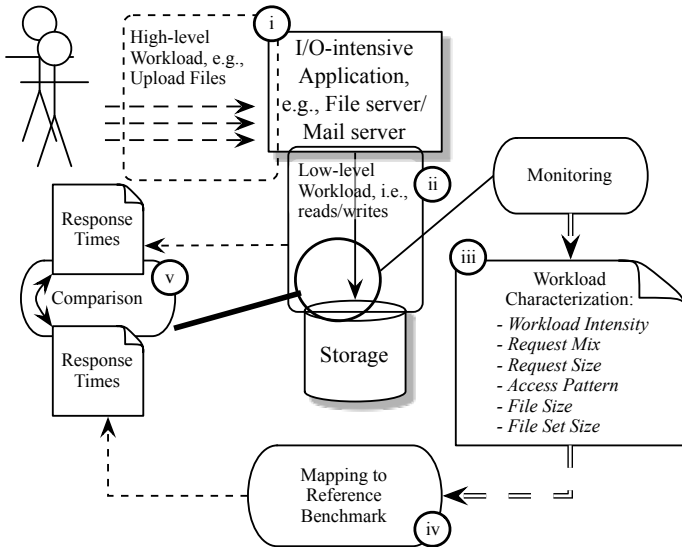 i
High-level
Workload, e.g.,
Upload Files
I/O-intensive
Application,
e.g., File server/
Mail server
Low-level
Workload, i.e.,
reads/writes
ii
Monitoring
Response
Times
v
Comparison
Response
Times
Storage
iii
Workload
Characterization:
- Workload Intensity
- Request Mix
- Request Size
- Access Pattern
- File Size
- File Set Size
Mapping to
Reference
Benchmark
iv